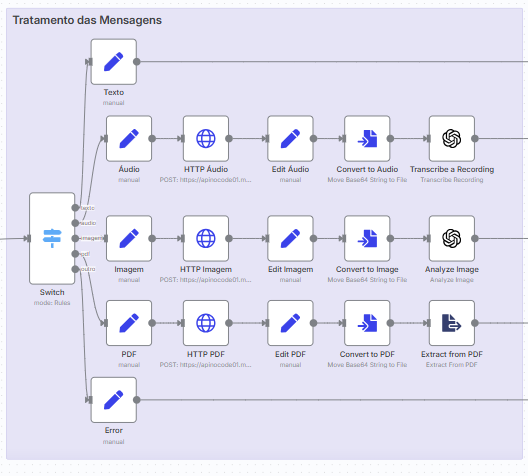 Tratamento das Mensagens
Texto
manual
Áudio
manual
HTTP Áudio
POST: https://apinocode01.m...
Edit Áudio
manual
Convert to Audio
Move Base64 String to File
Transcribe a Recording
Transcribe Recording
texto
audio
imagem
pdf
outro
Switch
mode: Rules
Imagem
manual
HTTP Imagem
POST: https://apinocode01.m...
Edit Imagem
manual
Convert to Image
Move Base64 String to File
Analyze Image
Analyze Image
PDF
manual
HTTP PDF
POST: https://apinocode01.m...
Edit PDF
manual
Convert to PDF
Move Base64 String to File
Extract from PDF
Extract From PDF
Error
manual